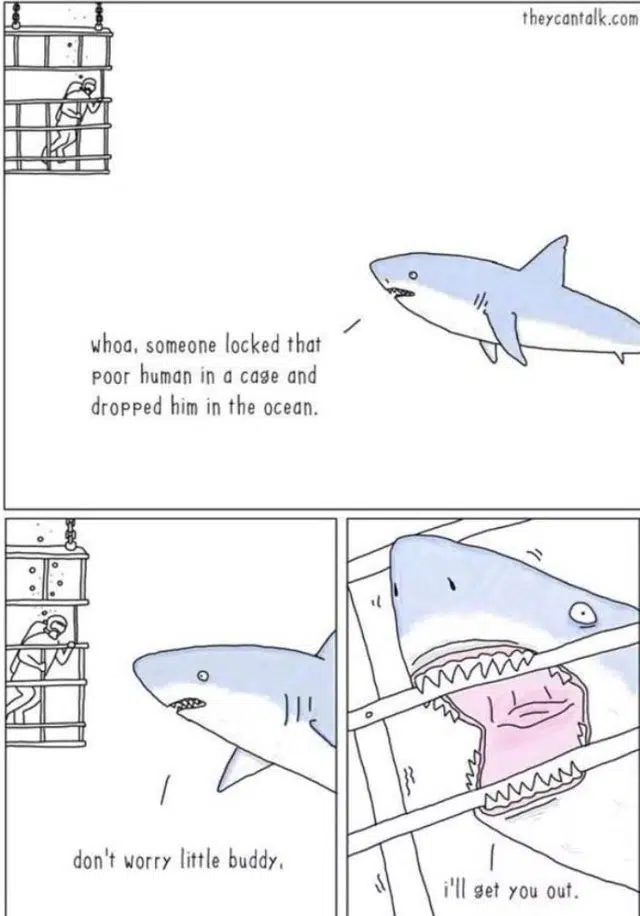 theycantalk.com
whoa, someone locked that
poor human in a cage and
dropped him in the ocean.
don't worry little buddy,
i'll get you out.